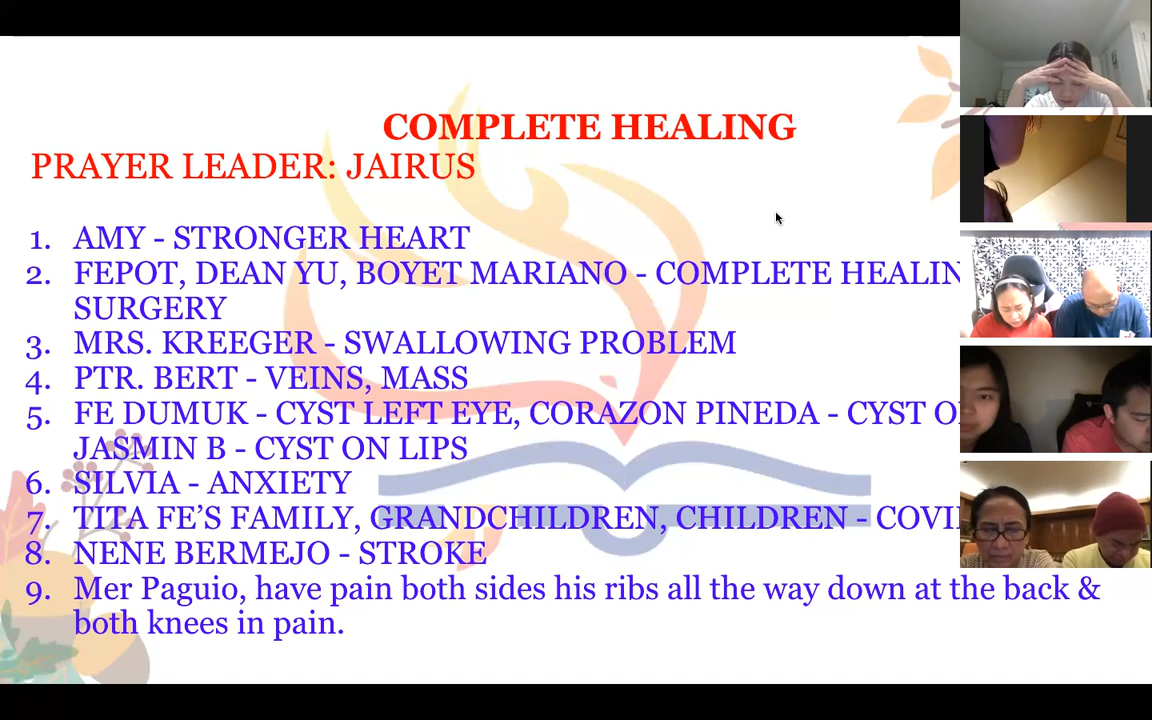 COMPLETE HEALING
PRAYER LEADER: JAIRUS
1. AMY - STRONGER HEART
2. FEPOT, DEAN YU, BOYET MARIANO - COMPLETE
SURGERY
3. MRS. KREEGER - SWALLOWING PROBLEM
4. PTR. BERT - VEINS, MASS
5. FE DUMUK - CYST LEFT EYE, CORAZON PINEDA - CYST
JASMIN B - CYST ON LIPS
6. SILVIA - ANXIETY
7. TITA FE'S FAMILY, GRANDCHILDREN, CHILDREN -
8. NENE BERMEJO - STROKE
9. Mer Paguio, have pain both sides his ribs all the way down at the back &
both knees in pain.